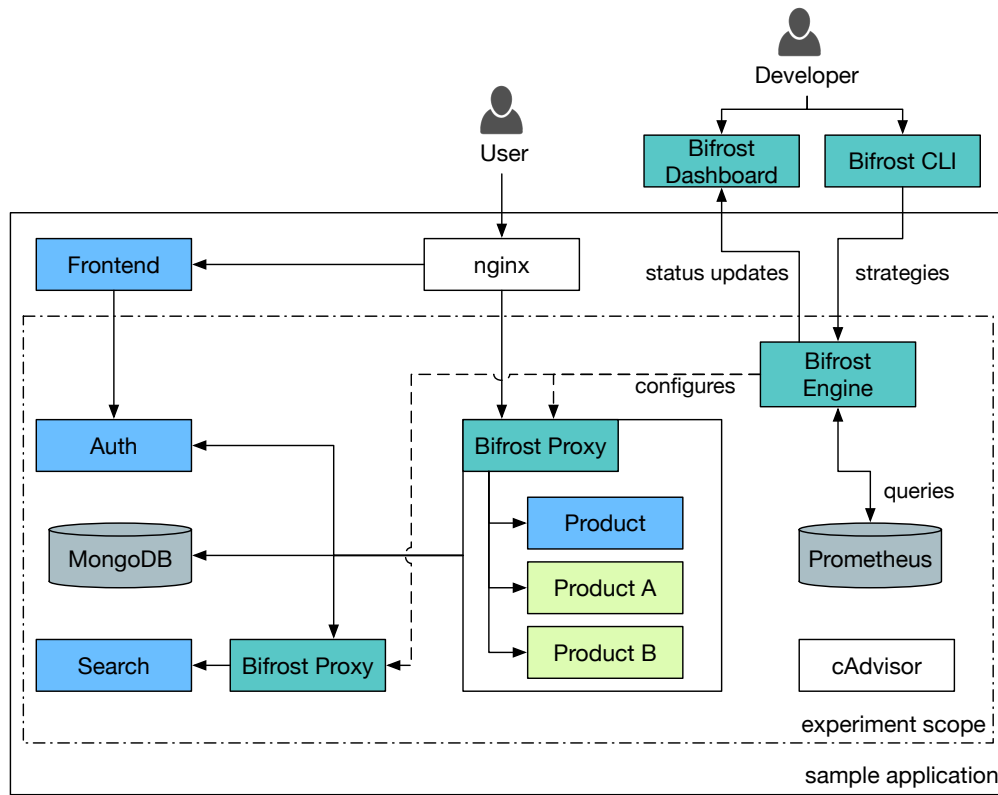 Developer
User
Bifrost
Dashboard
Bifrost CLI
Frontend
nginx
status updates
strategies
Bifrost
Engine
configures
Auth
Bifrost Proxy
queries
Product
MongoDB
Prometheus
Product A
Product B
Search
Bifrost Proxy
cAdvisor
experiment scope
sample application